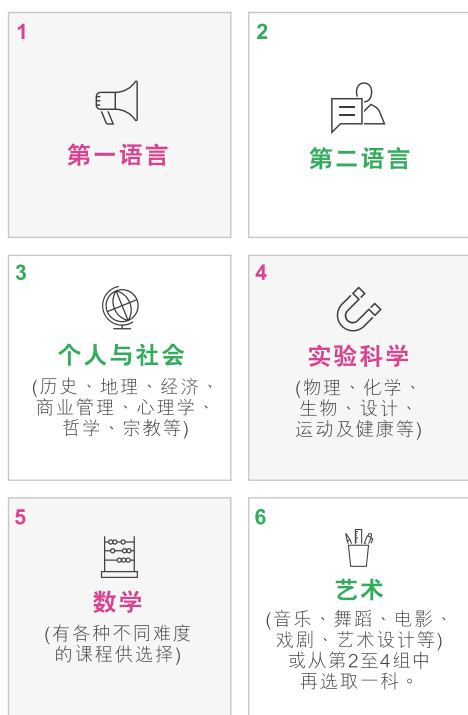 1
第一语言
2
第二语言
3
个人与社会
(历史、地理、经济、
商业管理、心理学、
哲学、宗教等)
4
实验科学
(物理、化学、
生物、设计、
运动及健康等)
5
数学
(有各种不同难度
的课程供选择)
6
艺术
(音乐、舞蹈、电影、
戏剧、艺术设计等)
或从第2至4组中
再选取一科。